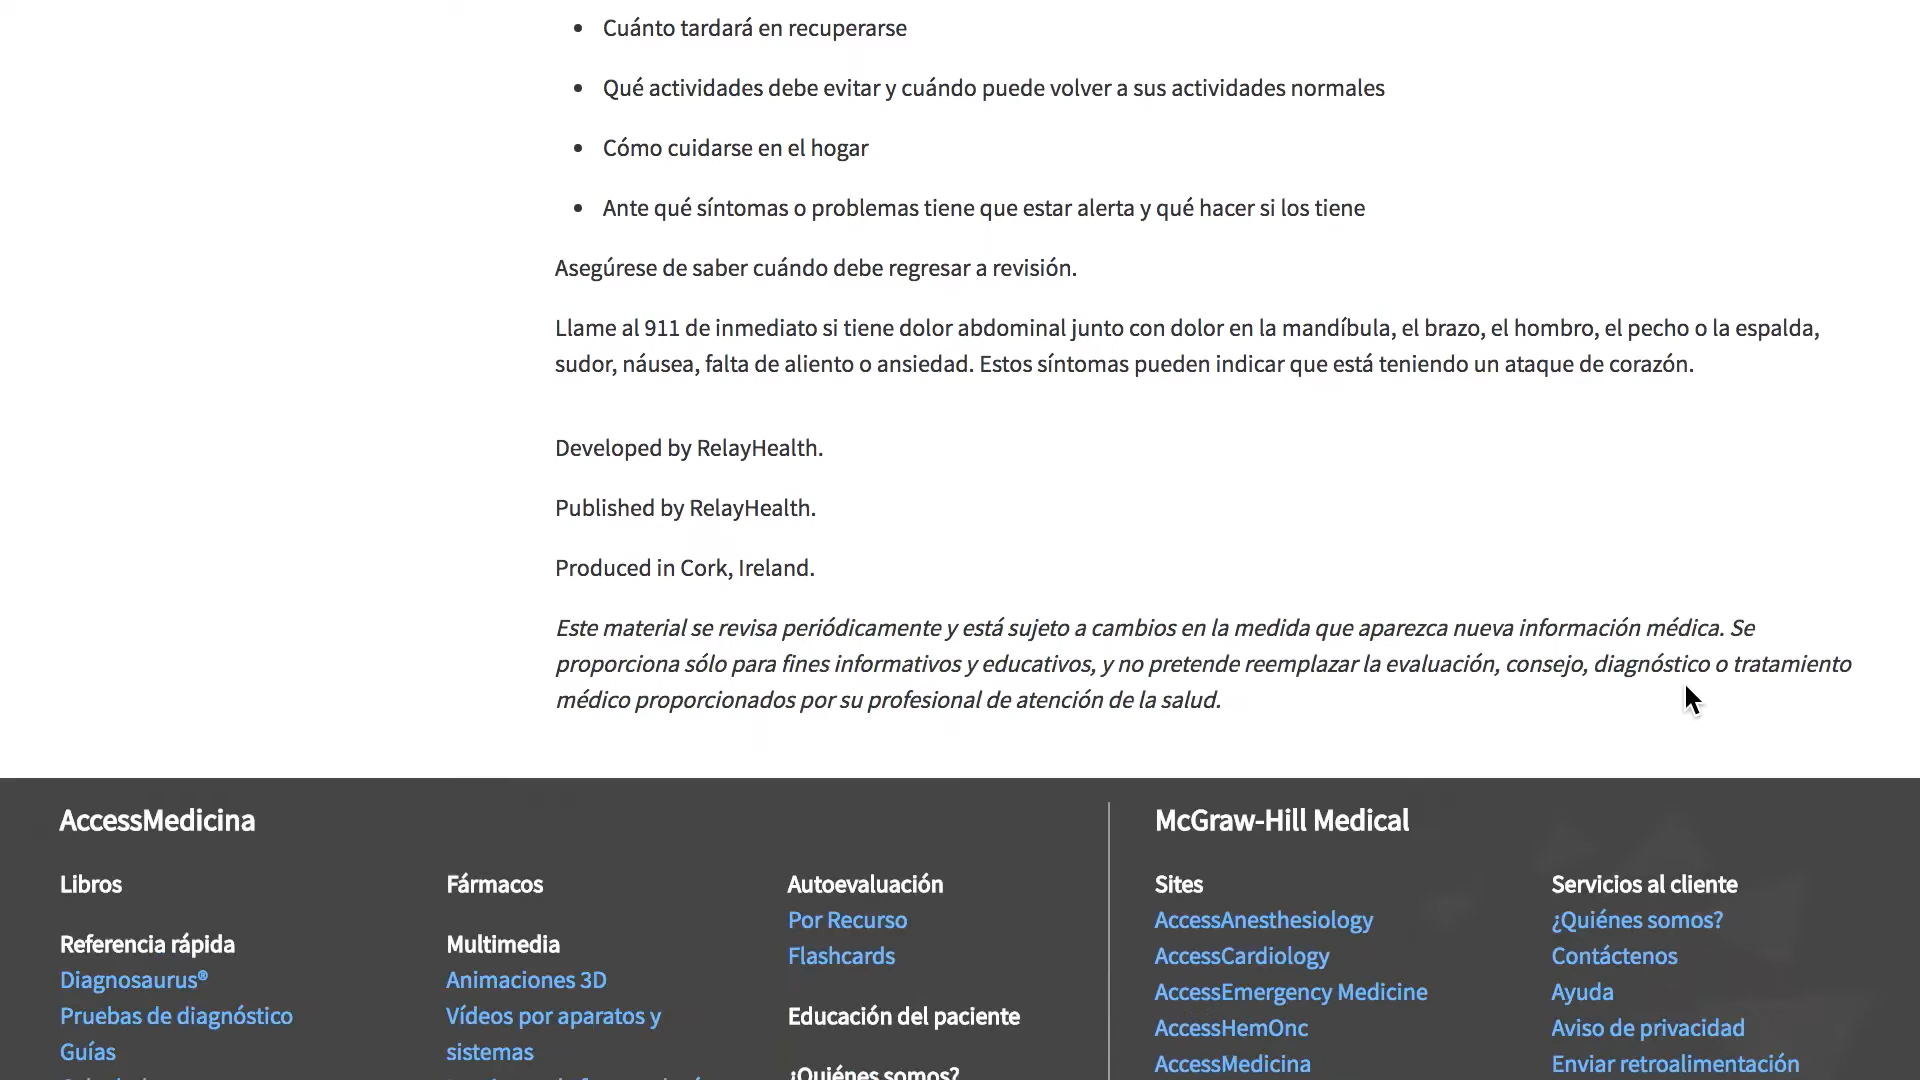 Cuánto tardará en recuperarse
Qué actividades debe evitar y cuándo puede volver a sus actividades normales
Cómo cuidarse en el hogar
Ante qué síntomas o problemas tiene que estar alerta y qué hacer si los tiene
Asegúrese de saber cuándo debe regresar a revisión.
Llame al 911 de inmediato si tiene dolor abdominal junto con dolor en la mandíbula, el brazo, el hombro, el pecho o la espalda,
sudor, náusea, falta de aliento o ansiedad. Estos síntomas pueden indicar que está teniendo un ataque de corazón.
Developed by RelayHealth.
Published by RelayHealth.
Produced in Cork, Ireland.
Este material se revisa periódicamente y está sujeto a cambios en la medida que aparezca nueva información médica. Se
proporciona sólo para fines informativos y educativos, y no pretende reemplazar la evaluación, consejo, diagnóstico o tratamiento
médico proporcionados por su profesional de atención de la salud.
AccessMedicina
Libros
Referencia rápida
Diagnosaurus®
Pruebas de diagnóstico
Guías
Fármacos
Multimedia
Animaciones 3D
Vídeos por aparatos y
sistemas
Autoevaluación
Por Recurso
Flashcards
Educación del paciente
¿Quiénes somos?
McGraw-Hill Medical
Sites
AccessAnesthesiology
AccessCardiology
AccessEmergency Medicine
AccessHemOnc
AccessMedicina
Servicios al cliente
¿Quiénes somos?
Contáctenos
Ayuda
Aviso de privacidad
Enviar retroalimentación